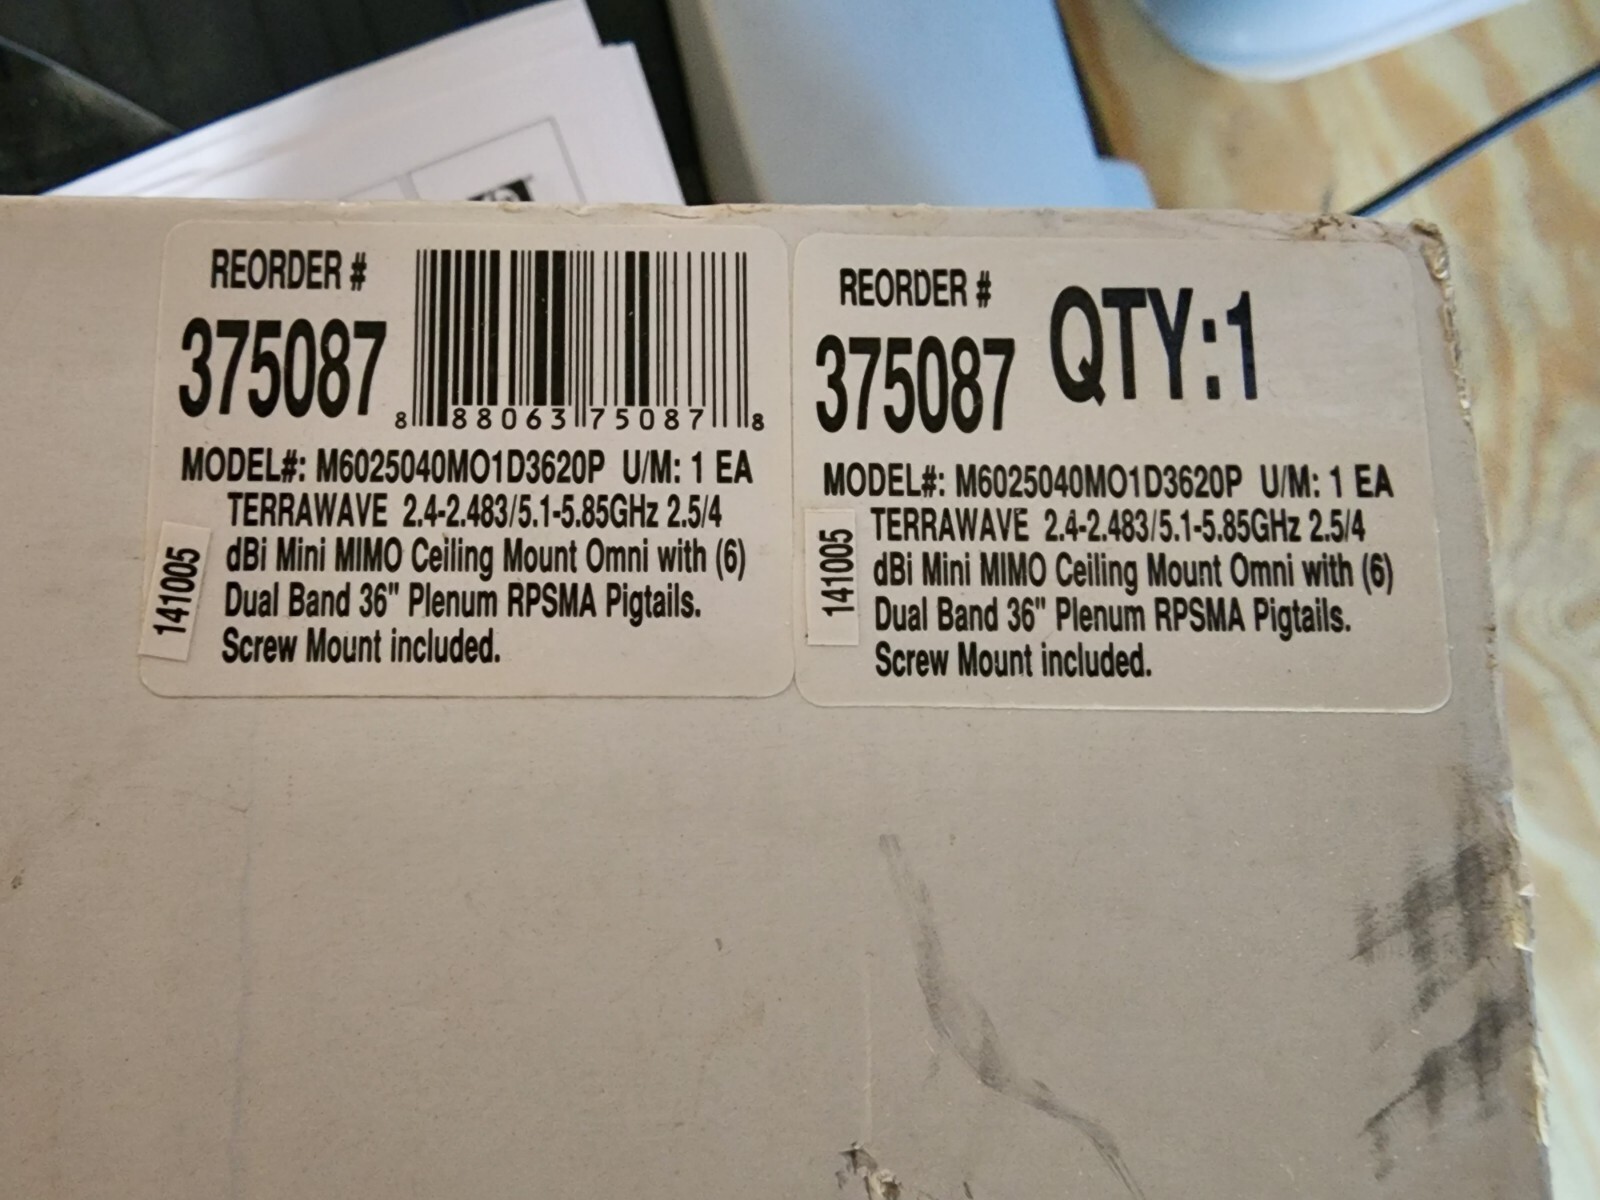 REORDER #
375087
8 88063 75087 8
MODEL#: M6025040MO1D3620P U/M: 1 EA
TERRAWAVE 2.4-2.483/5.1-5.85GHz 2.5/4
dBi Mini MIMO Ceiling Mount Omni with (6)
Dual Band 36" Plenum RPSMA Pigtails.
Screw Mount included.
141005
REORDER #
375087
QTY:1
MODEL#: M6025040MO1D3620P U/M: 1 EA
TERRAWAVE 2.4-2.483/5.1-5.85GHz 2.5/4
dBi Mini MIMO Ceiling Mount Omni with (6)
Dual Band 36" Plenum RPSMA Pigtails.
Screw Mount included.
141005